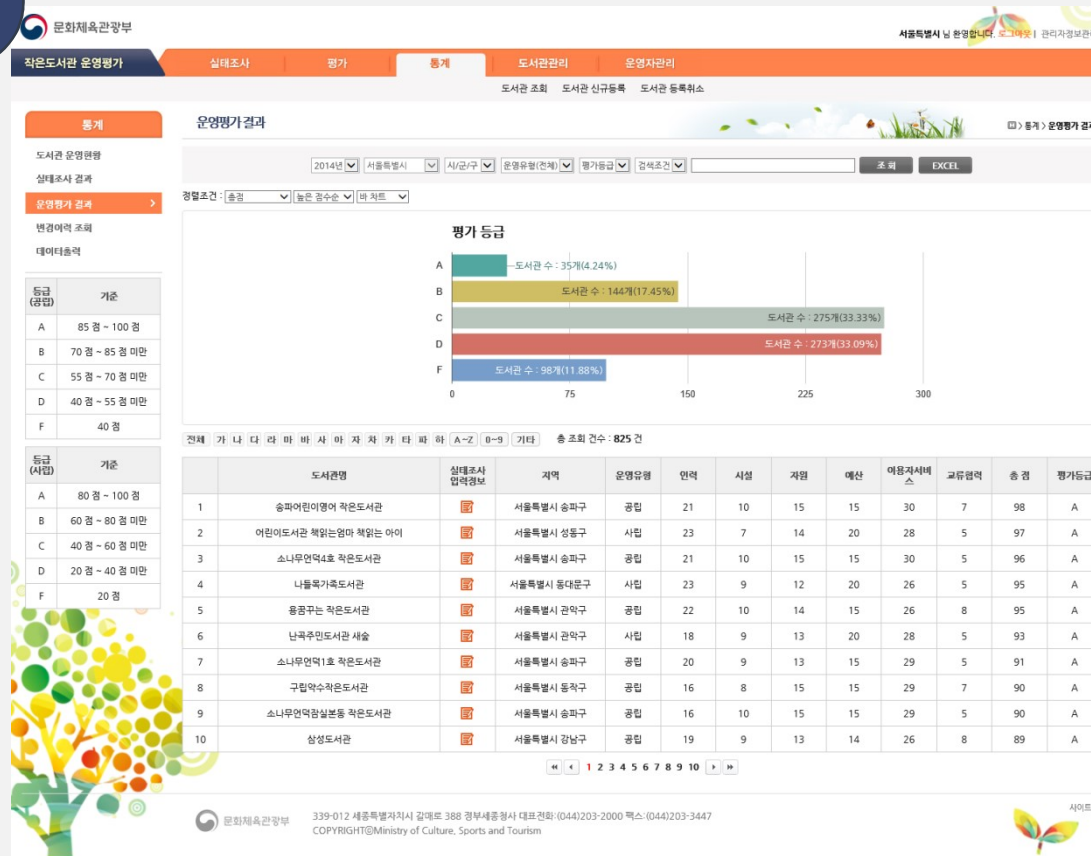 문화체육관광부
서울특별시 님 환영합니다. 로그아웃 | 관리자정보관
작은도서관 운영평가 실태조사 평가 통계 도서관관리 운영자관리
도서관 조회 도서관 신규등록 도서관 등록취소
통계
운영평가결과
통계 > 운영평가 결과
도서관 운영현황
실태조사 결과
운영평가 결과
변경이력 조회
데이터출력
2014년 서울특별시 시/군/구 운영유형(전체) 평가등급 검색조건 조 회 EXCEL
정렬조건 : 총점 높은 점수순 바 차트
등급(공립) 기준
A 85 점 ~ 100 점
B 70 점 ~ 85 점 미만
C 55 점 ~ 70 점 미만
D 40 점 ~ 55 점 미만
F 40 점
등급(사립) 기준
A 80 점 ~ 100 점
B 60 점 ~ 80 점 미만
C 40 점 ~ 60 점 미만
D 20 점 ~ 40 점 미만
F 20 점
평가 등급
A 도서관 수 : 35개(4.24%)
B 도서관 수 : 144개(17.45%)
C 도서관 수 : 275개(33.33%)
D 도서관 수 : 273개(33.09%)
F 도서관 수 : 98개(11.88%)
0 75 150 225 300
전체 가 나 다 라 마 바 사 아 자 차 카 타 파 하 A~Z 0~9 기타 총 조회 건수 : 825 건
도서관명 실태조사 입력정보 지역 운영유형 인력 시설 자원 예산 이용자서비스 교류협력 총 점 평가등급
1 송파어린이영어 작은도서관 서울특별시 송파구 공립 21 10 15 15 30 7 98 A
2 어린이도서관 책읽는엄마 책읽는 아이 서울특별시 성동구 사립 23 7 14 20 28 5 97 A
3 소나무언덕4호 작은도서관 서울특별시 송파구 공립 21 10 15 15 30 5 96 A
4 나들목가족도서관 서울특별시 동대문구 사립 23 9 12 20 26 5 95 A
5 용꿈꾸는 작은도서관 서울특별시 관악구 공립 22 10 14 15 26 8 95 A
6 난곡주민도서관 새숲 서울특별시 관악구 사립 18 9 13 20 28 5 93 A
7 소나무언덕1호 작은도서관 서울특별시 송파구 공립 20 9 13 15 29 5 91 A
8 구립약수작은도서관 서울특별시 동작구 공립 16 8 15 15 29 7 90 A
9 소나무언덕잠실본동 작은도서관 서울특별시 송파구 공립 16 10 15 15 29 5 90 A
10 삼성도서관 서울특별시 강남구 공립 19 9 13 14 26 8 89 A
1 2 3 4 5 6 7 8 9 10
문화체육관광부
339-012 세종특별자치시 갈매로 388 정부세종청사 대표전화:(044)203-2000 팩스:(044)203-3447
COPYRIGHT@Ministry of Culture, Sports and Tourism
사이트